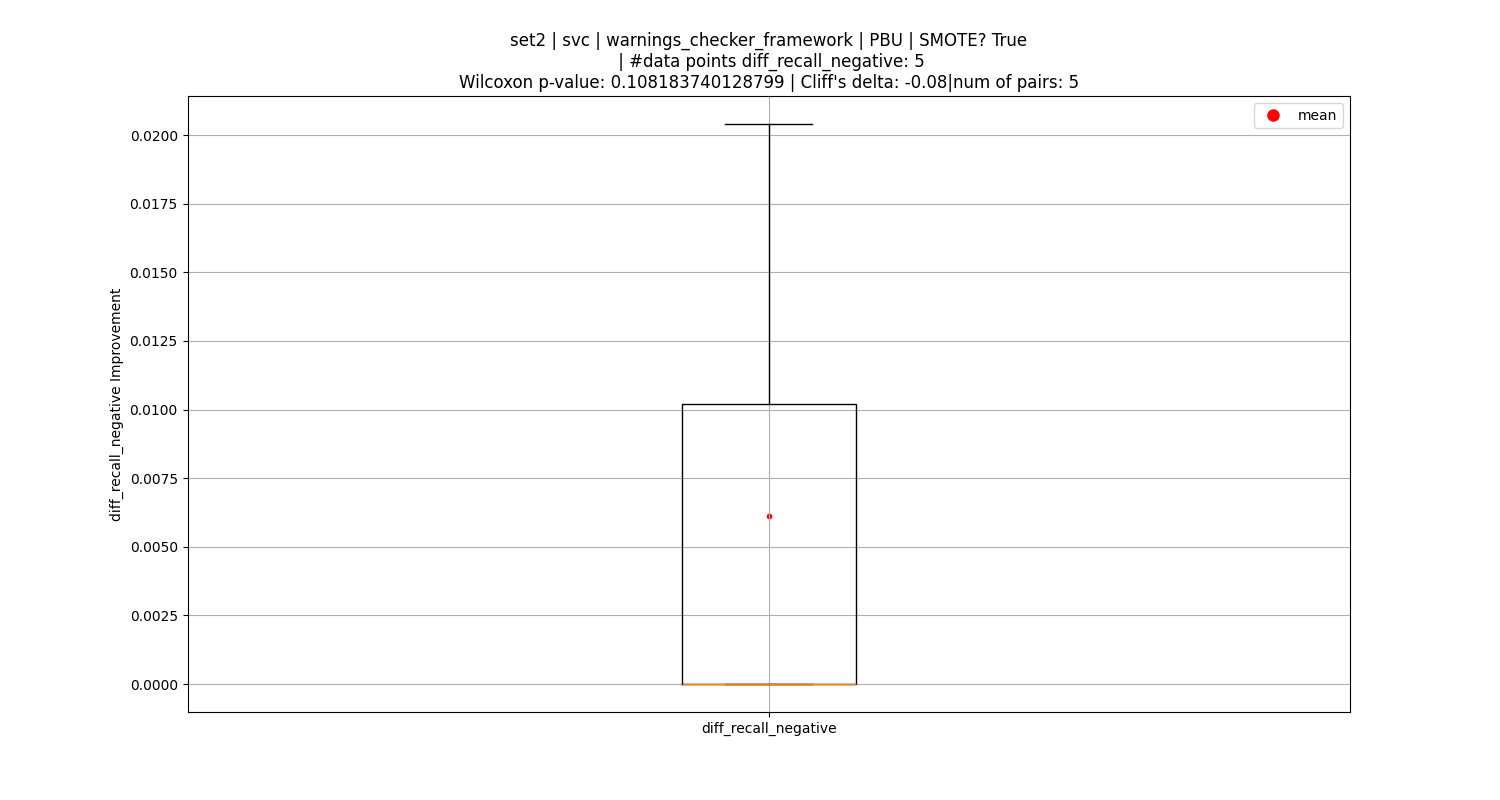 set2 | svc | warnings_checker_framework | PBU | SMOTE? True
| #data points diff_recall_negative: 5
Wilcoxon p-value: 0.108183740128799 | Cliff's delta: -0.08|num of pairs: 5
mean
0.0200
0.0175
0.0150
0.0125
0.0100
0.0075
0.0050
0.0025
0.0000
diff_recall_negative Improvement
diff_recall_negative